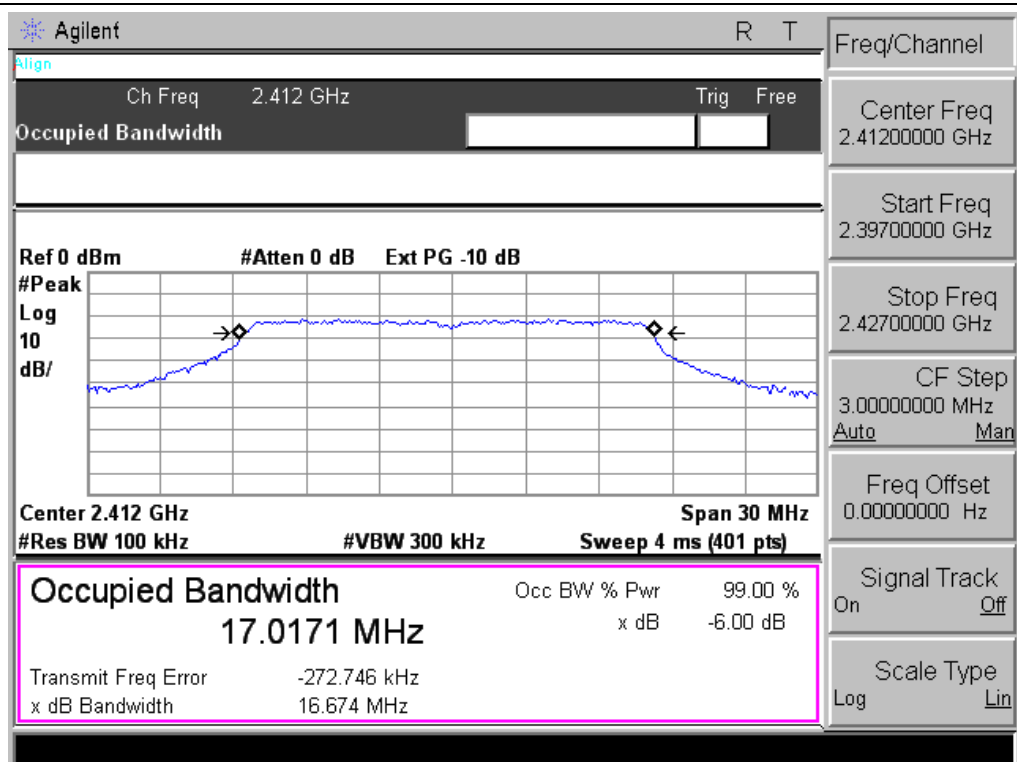 Agilent R T
Align
Ch Freq 2.412 GHz Trig Free
Occupied Bandwidth
Ref 0 dBm #Atten 0 dB Ext PG -10 dB
#Peak
Log
10
dB/
Center 2.412 GHz Span 30 MHz
#Res BW 100 kHz #VBW 300 kHz Sweep 4 ms (401 pts)
Occupied Bandwidth Occ BW % Pwr 99.00 %
17.0171 MHz x dB -6.00 dB
Transmit Freq Error -272.746 kHz
x dB Bandwidth 16.674 MHz
Freq/Channel
Center Freq
2.41200000 GHz
Start Freq
2.39700000 GHz
Stop Freq
2.42700000 GHz
CF Step
3.00000000 MHz
Auto Man
Freq Offset
0.00000000 Hz
Signal Track
On Off
Scale Type
Log Lin